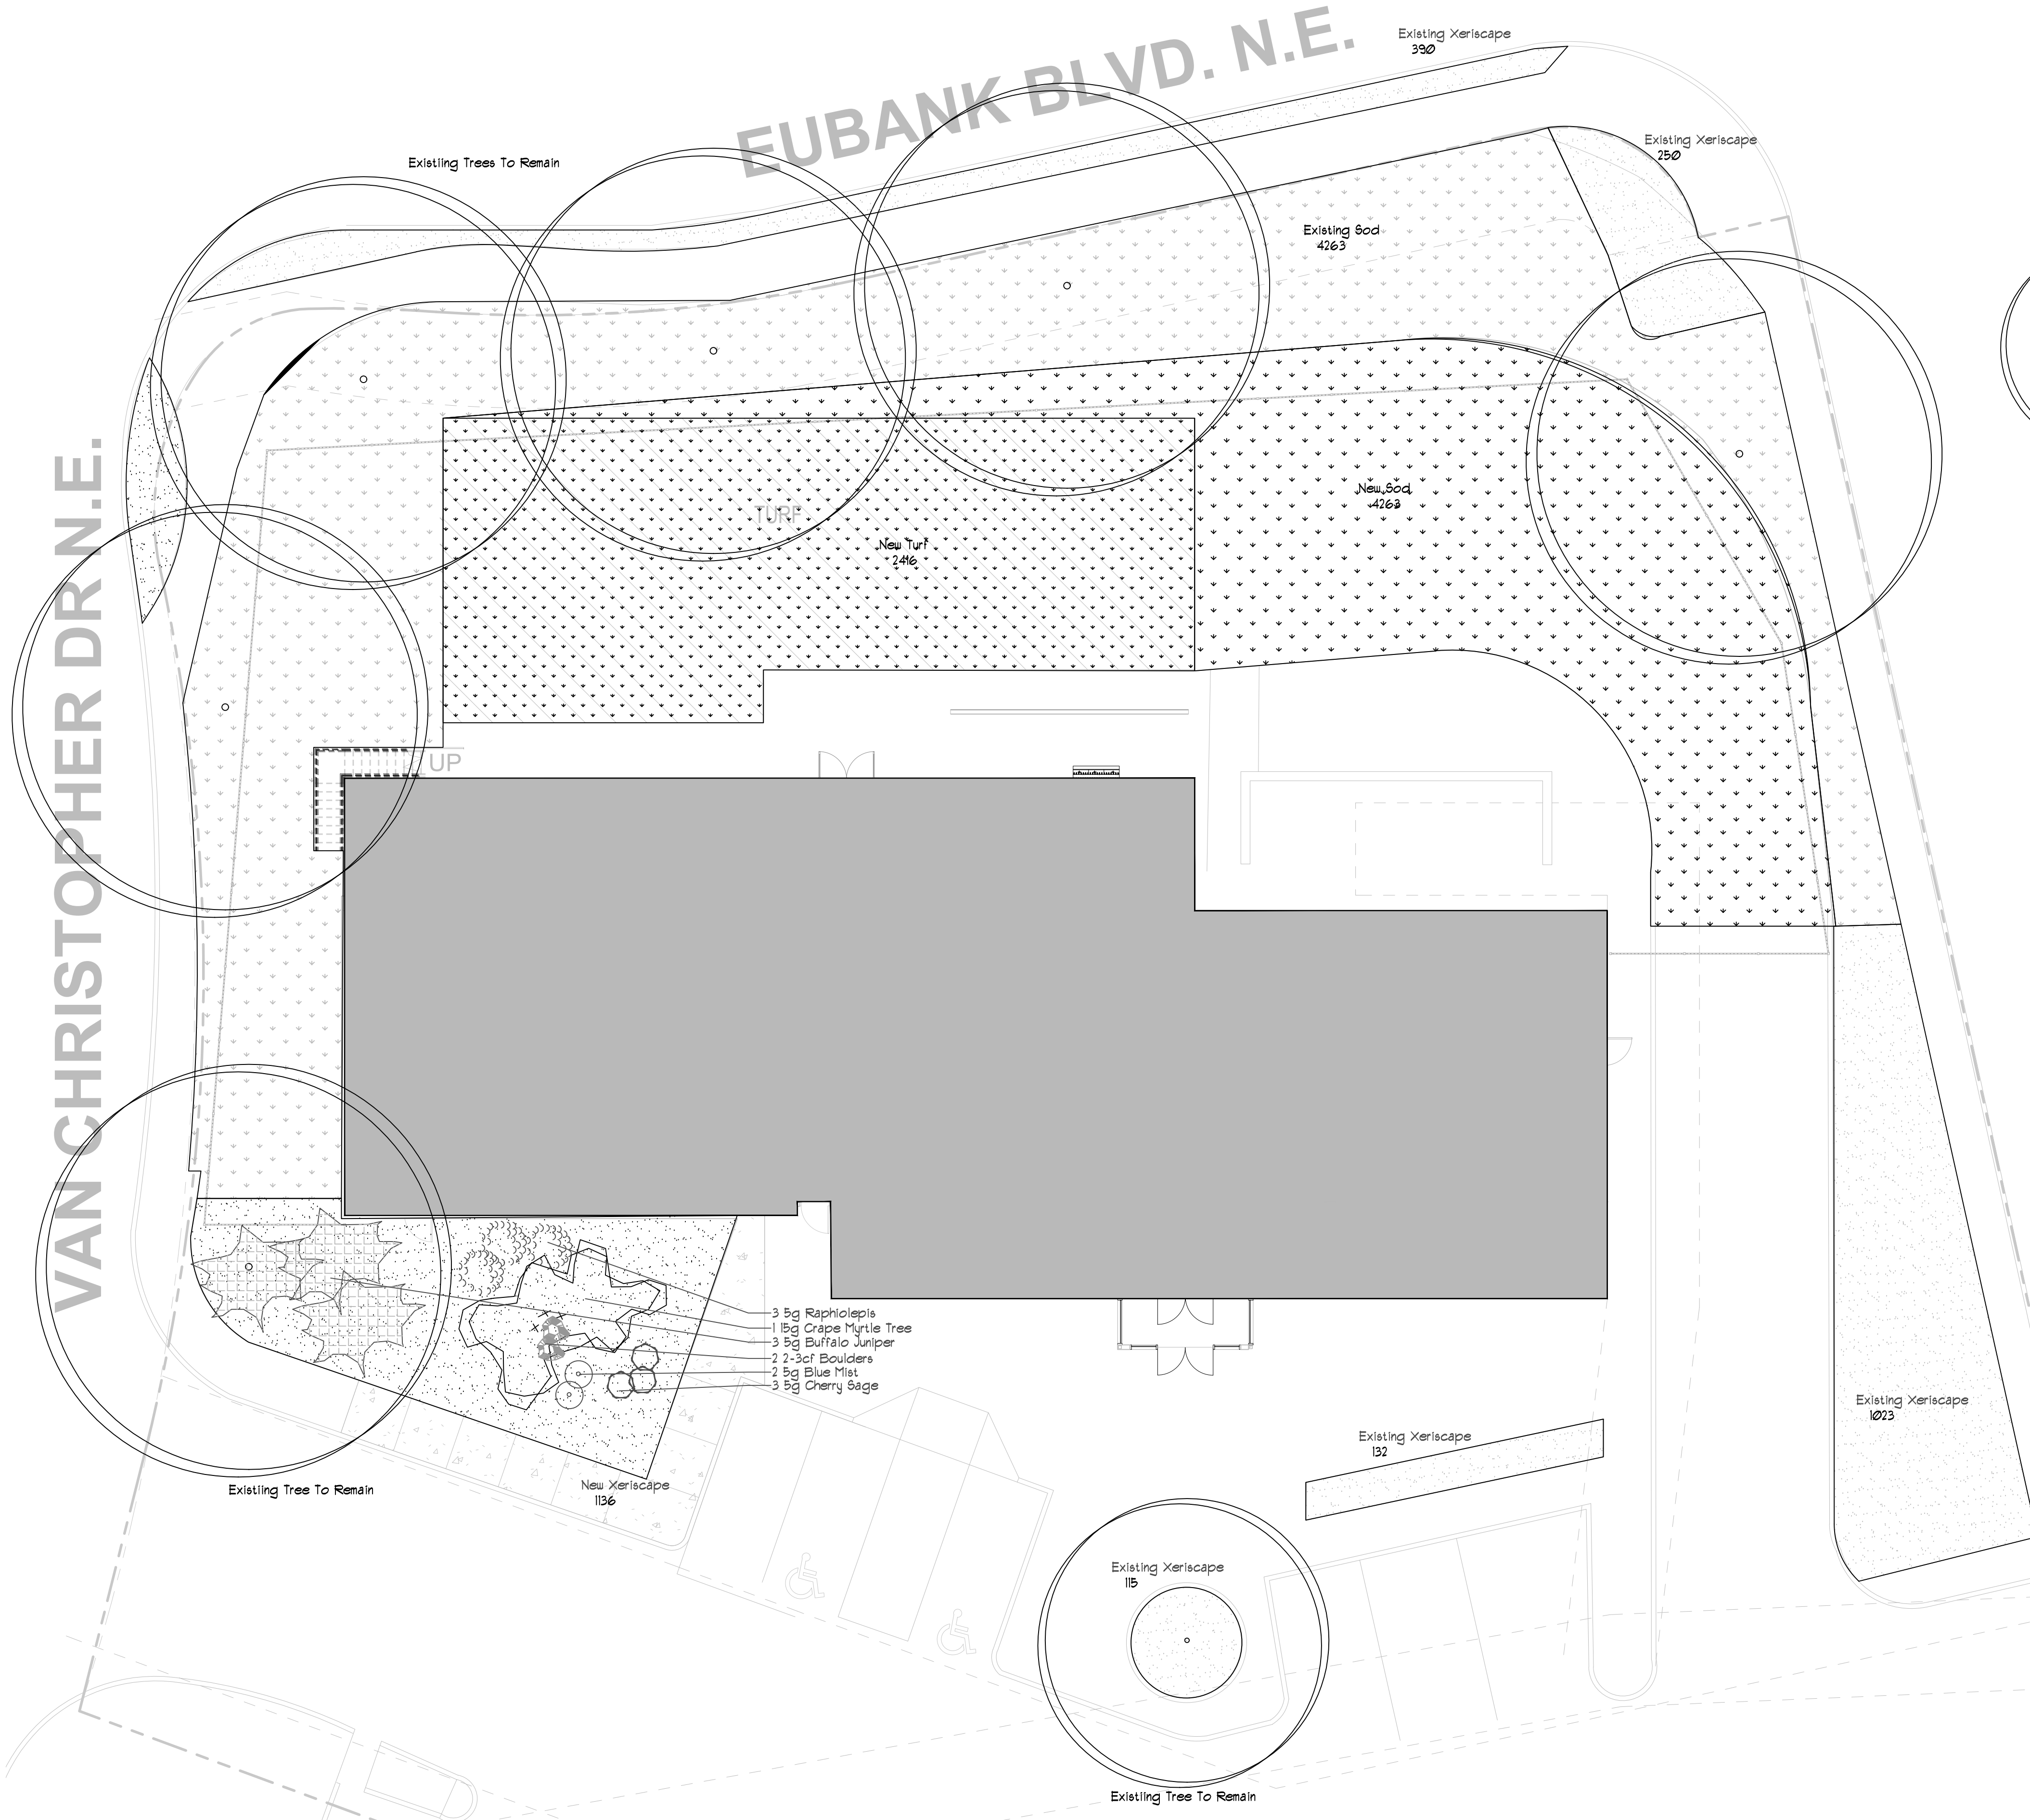 EUBANK BLVD. N.E.
Existing Xeriscape
390
Existiing Trees To Remain
Existing Xeriscape
250
Existing Sod
4263
VAN CHRISTOPHER DR N.E.
New Sod
4263
TURF
New Turf
2416
UP
3 5g Raphiolepis
1 15g Crape Myrtle Tree
3 5g Buffalo Juniper
2 2-3cf Boulders
2 5g Blue Mist
3 5g Cherry Sage
Existing Xeriscape
1023
Existing Xeriscape
132
Existiing Tree To Remain
New Xeriscape
1136
Existing Xeriscape
115
Existiing Tree To Remain